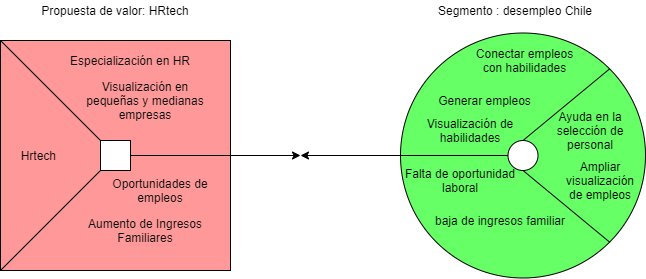 Propuesta de valor: HRtech
Segmento : desempleo Chile
Especialización en HR
Visualización en
pequeñas y medianas
empresas
Hrtech
Oportunidades de
empleos
Aumento de Ingresos
Familiares
Conectar empleos
con habilidades
Generar empleos
Visualización de
habilidades
Ayuda en la
selección de
personal
Ampliar
visualización
de empleos
Falta de oportunidad
laboral
baja de ingresos familiar